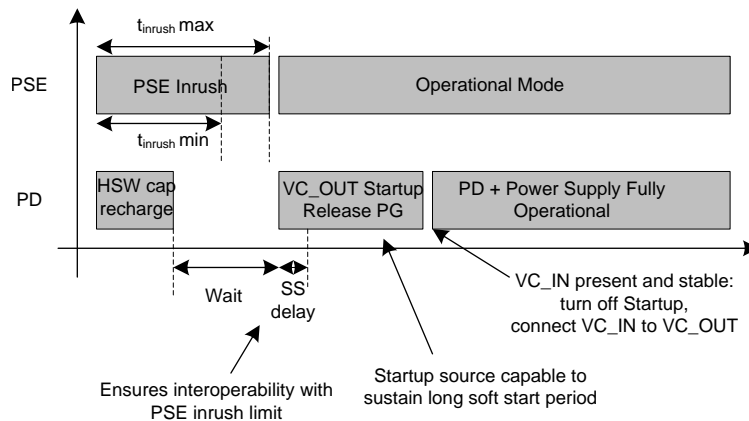 t_inrush max
PSE
PSE Inrush
Operational Mode
t_inrush min
PD
HSW cap
recharge
VC_OUT Startup
Release PG
PD + Power Supply Fully
Operational
Wait
SS
delay
VC_IN present and stable:
turn off Startup,
connect VC_IN to VC_OUT
Ensures interoperability with
PSE inrush limit
Startup source capable to
sustain long soft start period